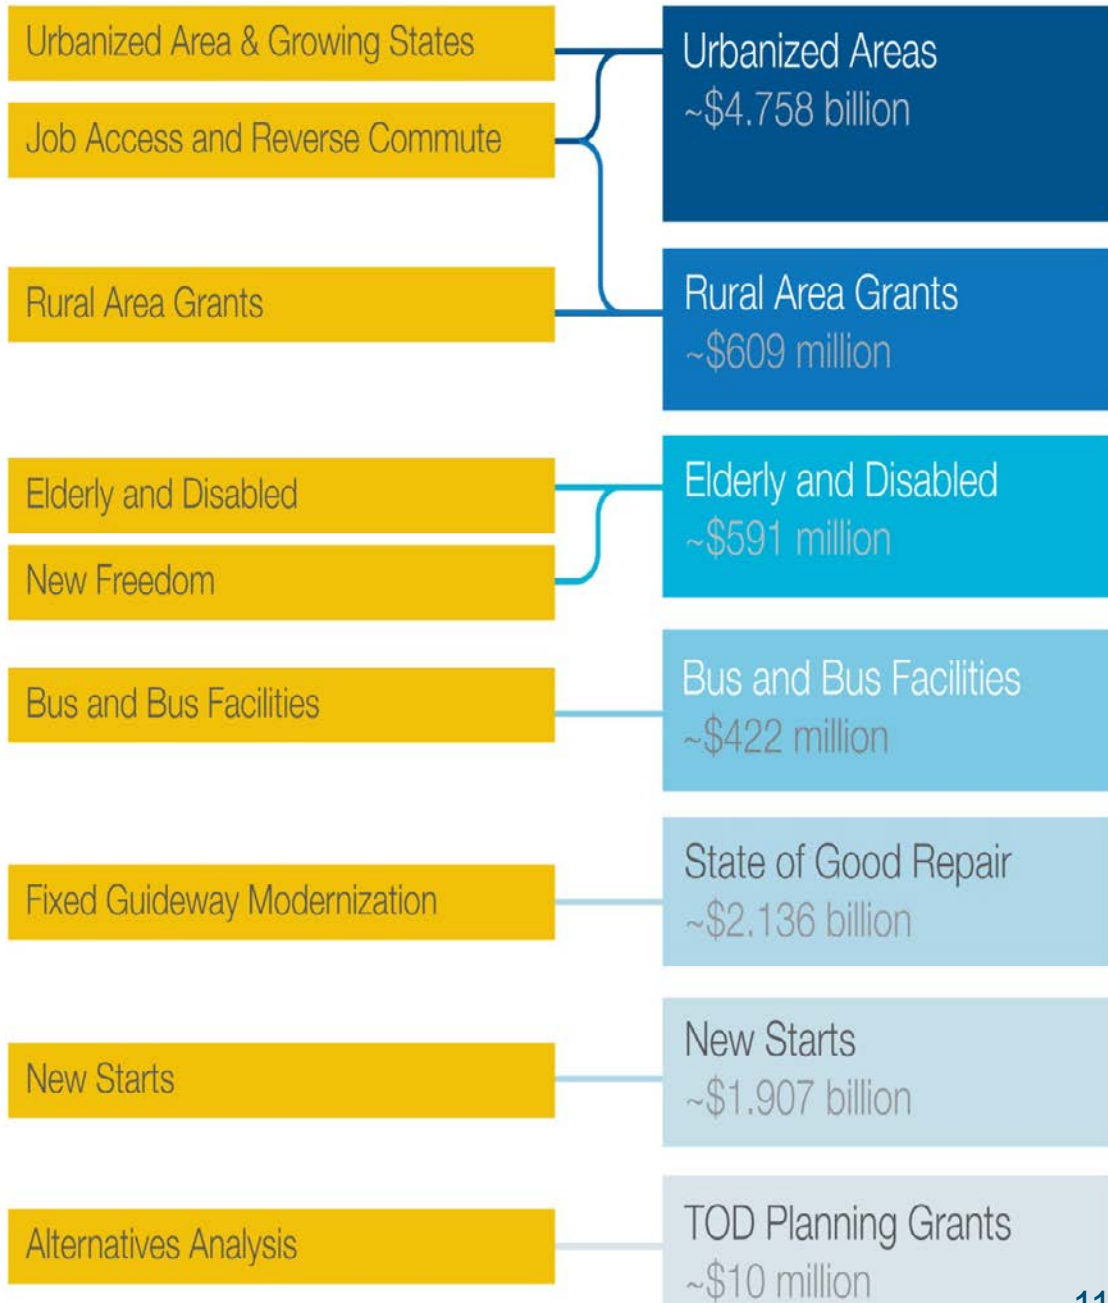 Urbanized Area & Growing States
Job Access and Reverse Commute
Rural Area Grants
Elderly and Disabled
New Freedom
Bus and Bus Facilities
Fixed Guideway Modernization
New Starts
Alternatives Analysis
Urbanized Areas
~$4.758 billion
Rural Area Grants
~$609 million
Elderly and Disabled
~$591 million
Bus and Bus Facilities
~$422 million
State of Good Repair
~$2.136 billion
New Starts
~$1.907 billion
TOD Planning Grants
~$10 million
11